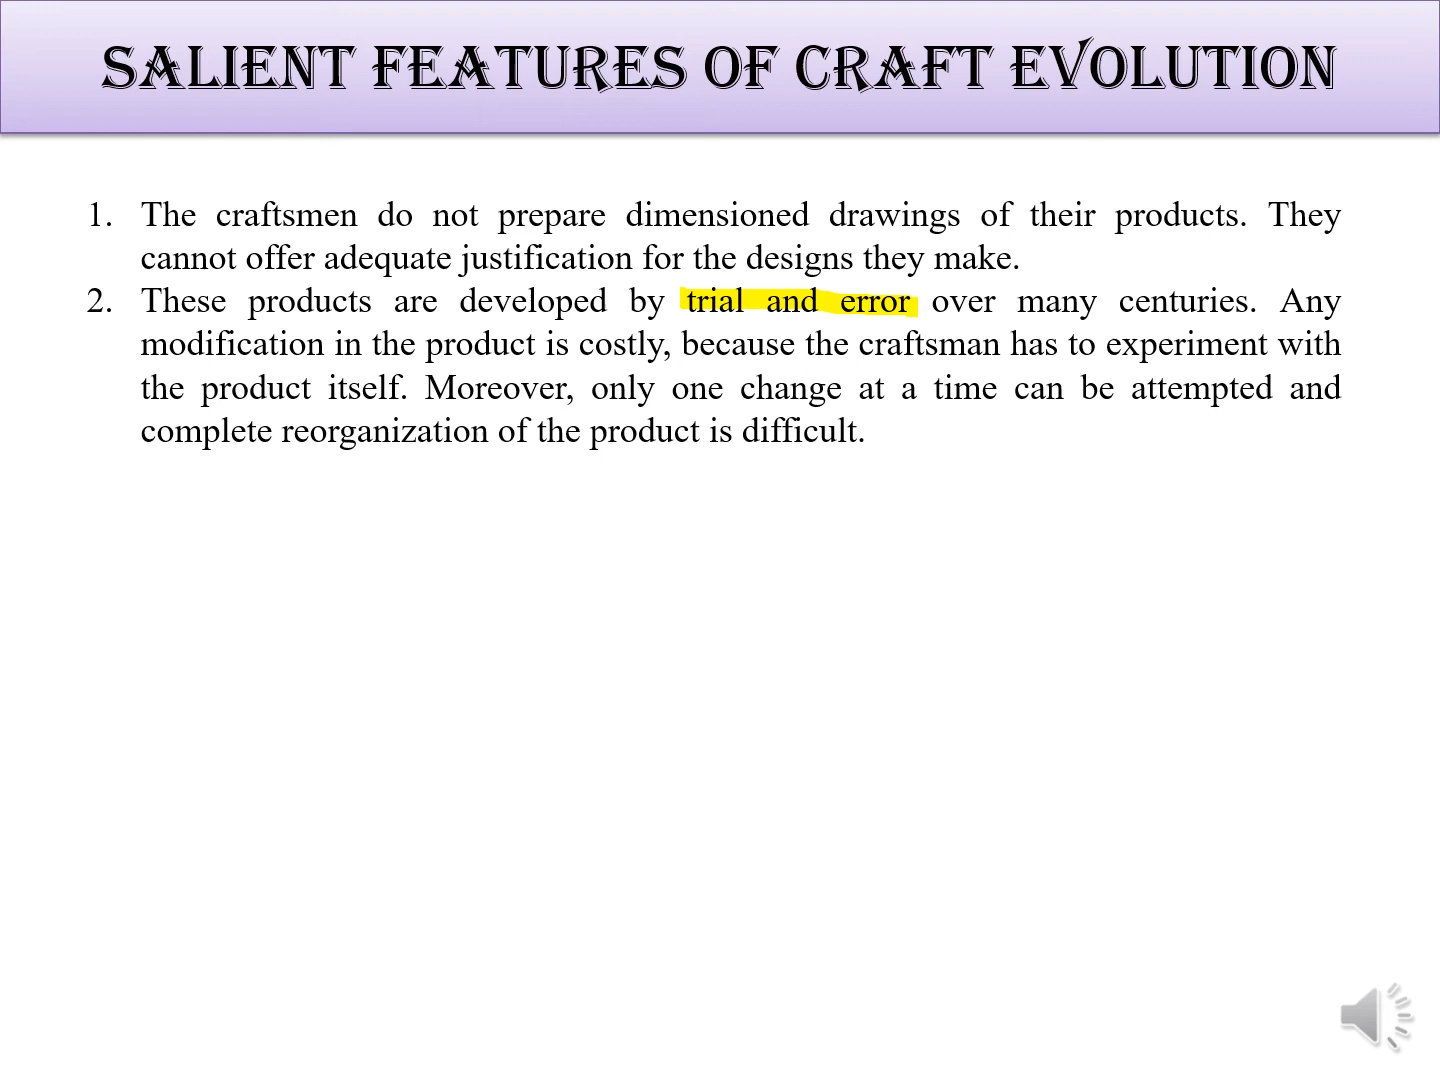 SALIENT FEATURES OF CRAFT EVOLUTION
1. The craftsmen do not prepare dimensioned drawings of their products. They
cannot offer adequate justification for the designs they make.
2. These products are developed by trial and error over many centuries. Any
modification in the product is costly, because the craftsman has to experiment with
the product itself. Moreover, only one change at a time can be attempted and
complete reorganization of the product is difficult.